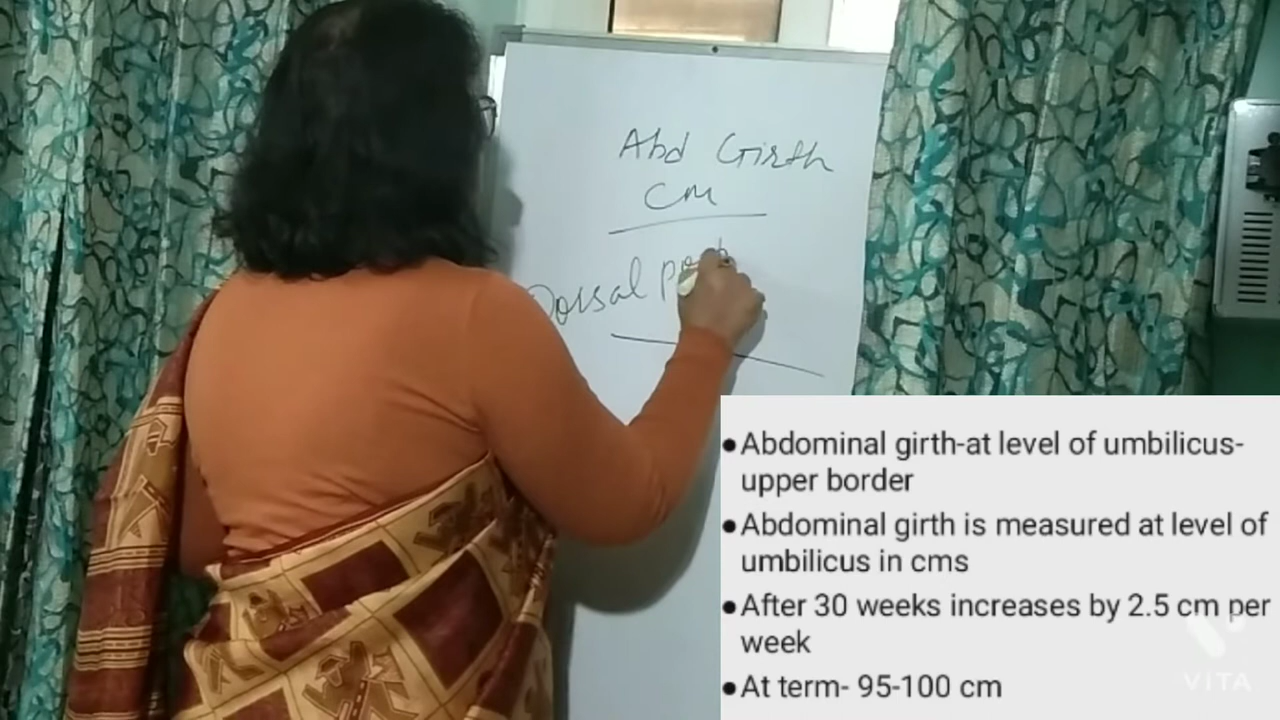 Abd Girth
cm
Dorsal
●Abdominal girth-at level of umbilicus-
upper border
●Abdominal girth is measured at level of
umbilicus in cms
●After 30 weeks increases by 2.5 cm per
week
●At term- 95-100 cm
VITA